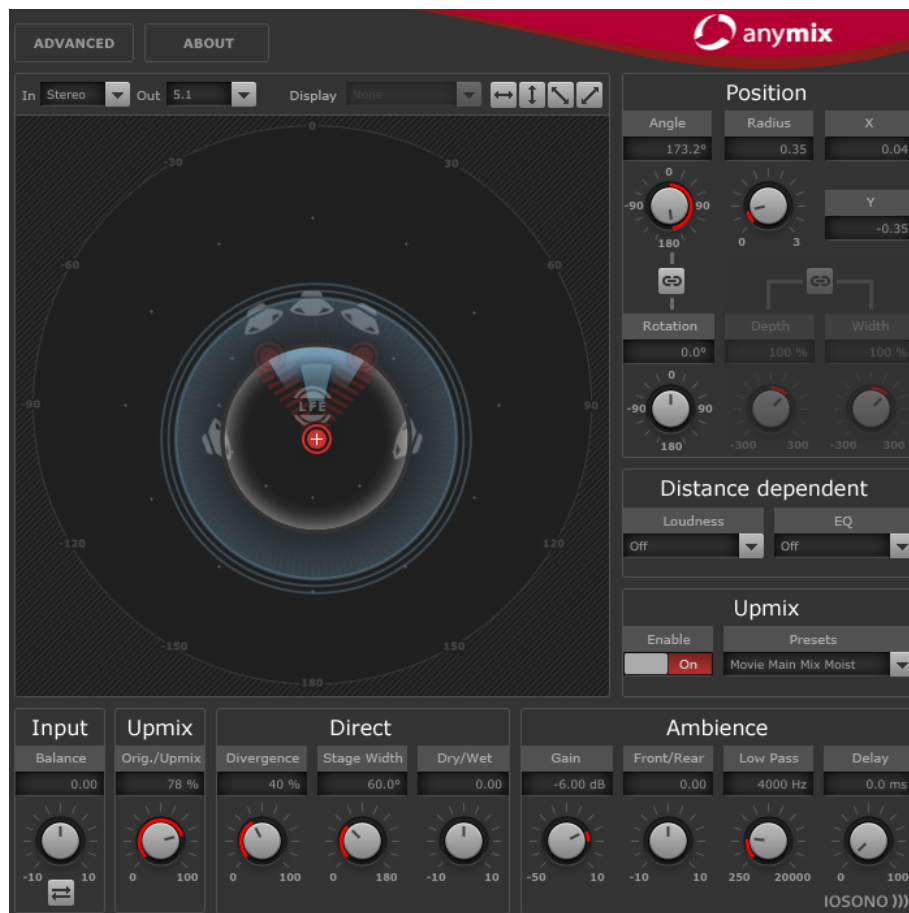 ADVANCED ABOUT anymix
In Stereo Out 5.1 Display None
Position
Angle Radius X
173.2° 0.35 0.04
0
-90 90
180 0 3
Y
-0.35
Rotation Depth Width
0.0° 100 % 100 %
0
-90 90
180 -300 300 -300 300
0
-30 30
-60 60
-90 90
LFE
-120 120
-150 150
180
Distance dependent
Loudness EQ
Off Off
Upmix
Enable Presets
On Movie Main Mix Moist
Input Upmix Direct Ambience
Balance Orig./Upmix Divergence Stage Width Dry/Wet Gain Front/Rear Low Pass Delay
0.00 78 % 40 % 60.0° 0.00 -6.00 dB 0.00 4000 Hz 0.0 ms
-10 10 0 100 0 100 0 180 -10 10 -50 10 -10 10 250 20000 0 100
IOSONO )))